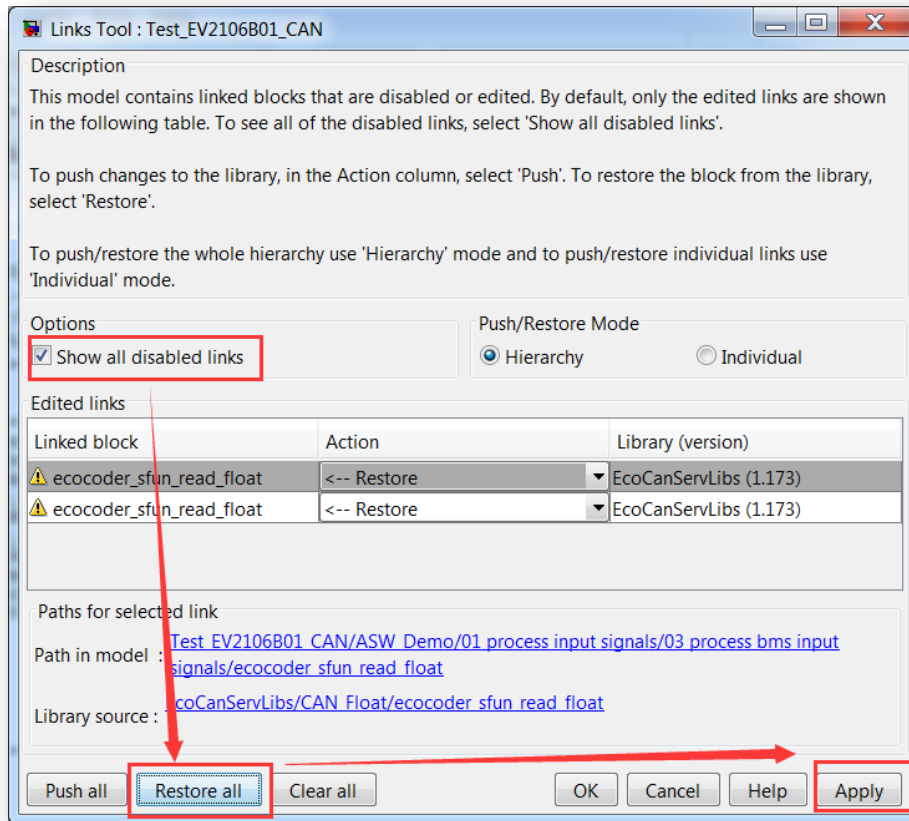 Links Tool : Test_EV2106B01_CAN
Description
This model contains linked blocks that are disabled or edited. By default, only the edited links are shown
in the following table. To see all of the disabled links, select 'Show all disabled links'.
To push changes to the library, in the Action column, select 'Push'. To restore the block from the library,
select 'Restore'.
To push/restore the whole hierarchy use 'Hierarchy' mode and to push/restore individual links use
'Individual' mode.
Options
Push/Restore Mode
Show all disabled links
Hierarchy
Individual
Edited links
Linked block
Action
Library (version)
ecocoder_sfun_read_float
<-- Restore
EcoCanServLibs (1.173)
ecocoder_sfun_read_float
<-- Restore
EcoCanServLibs (1.173)
Paths for selected link
Path in model :
Test_EV2106B01_CAN/ASW_Demo/01 process input signals/03 process bms input
signals/ecocoder_sfun_read_float
Library source :
EcoCanServLibs/CAN_Float/ecocoder_sfun_read_float
Push all
Restore all
Clear all
OK
Cancel
Help
Apply